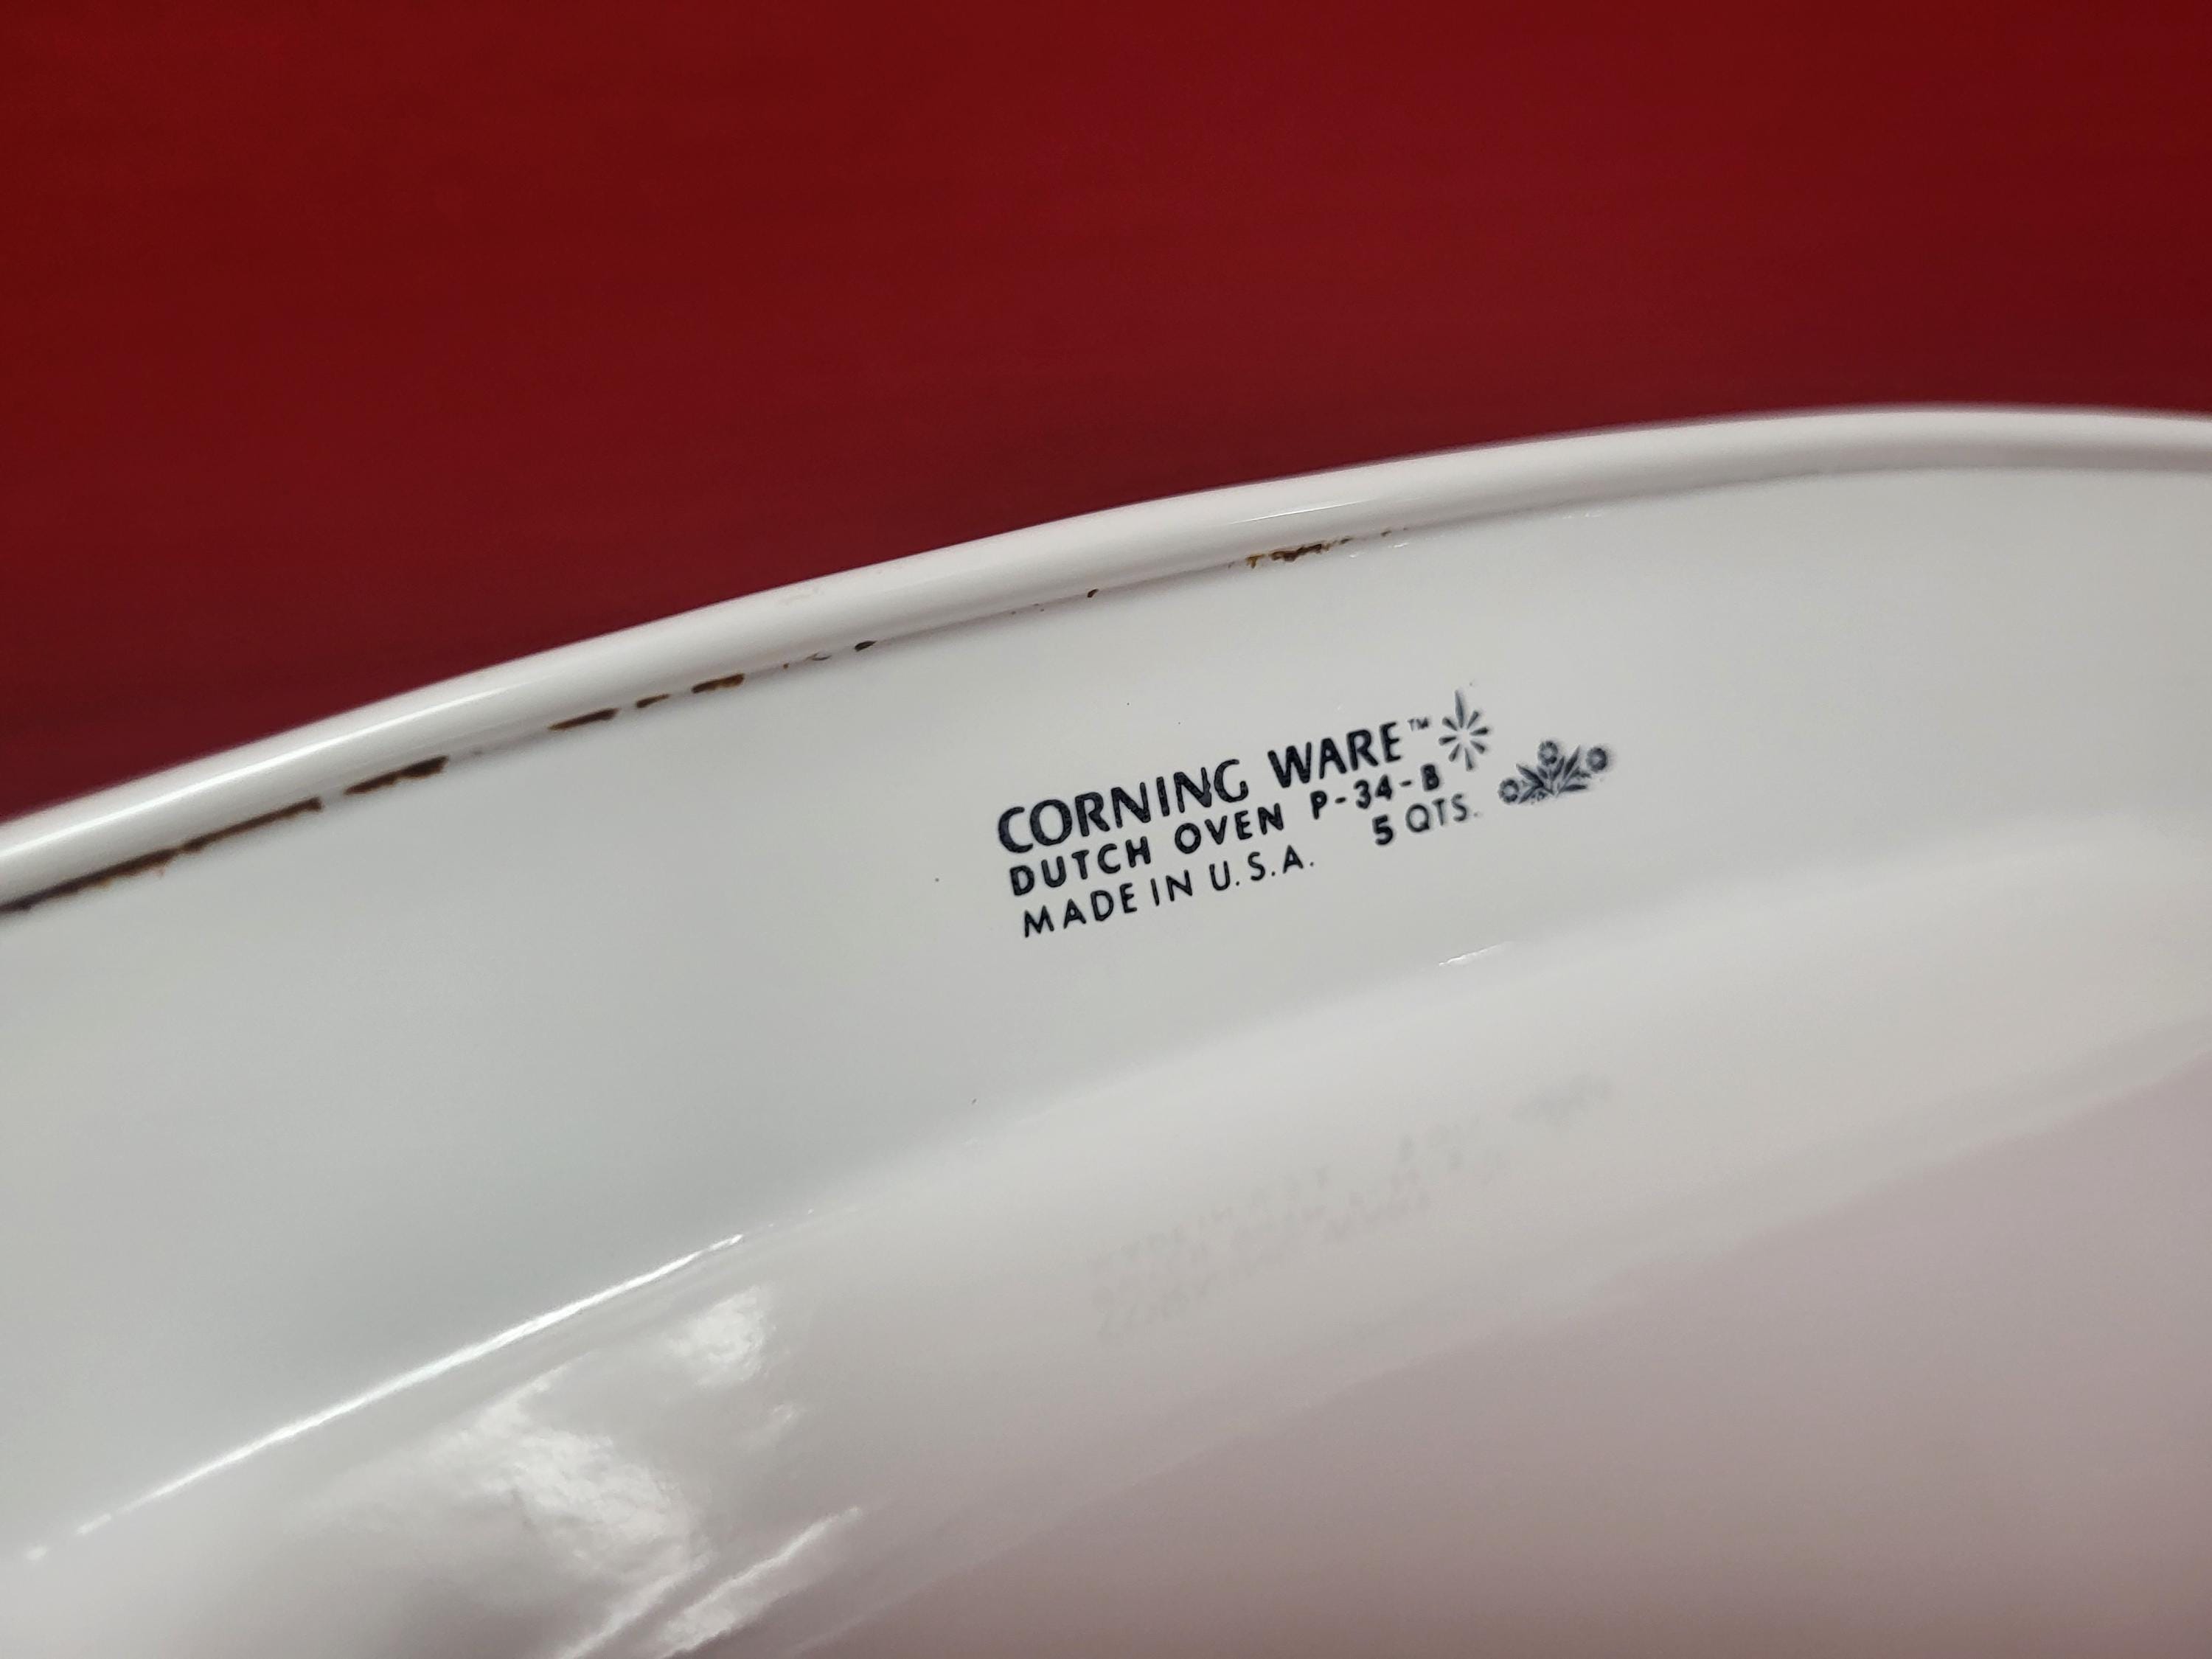 CORNING WARE™
DUTCH OVEN P-34-B
MADE IN U.S.A. 5 QTS.